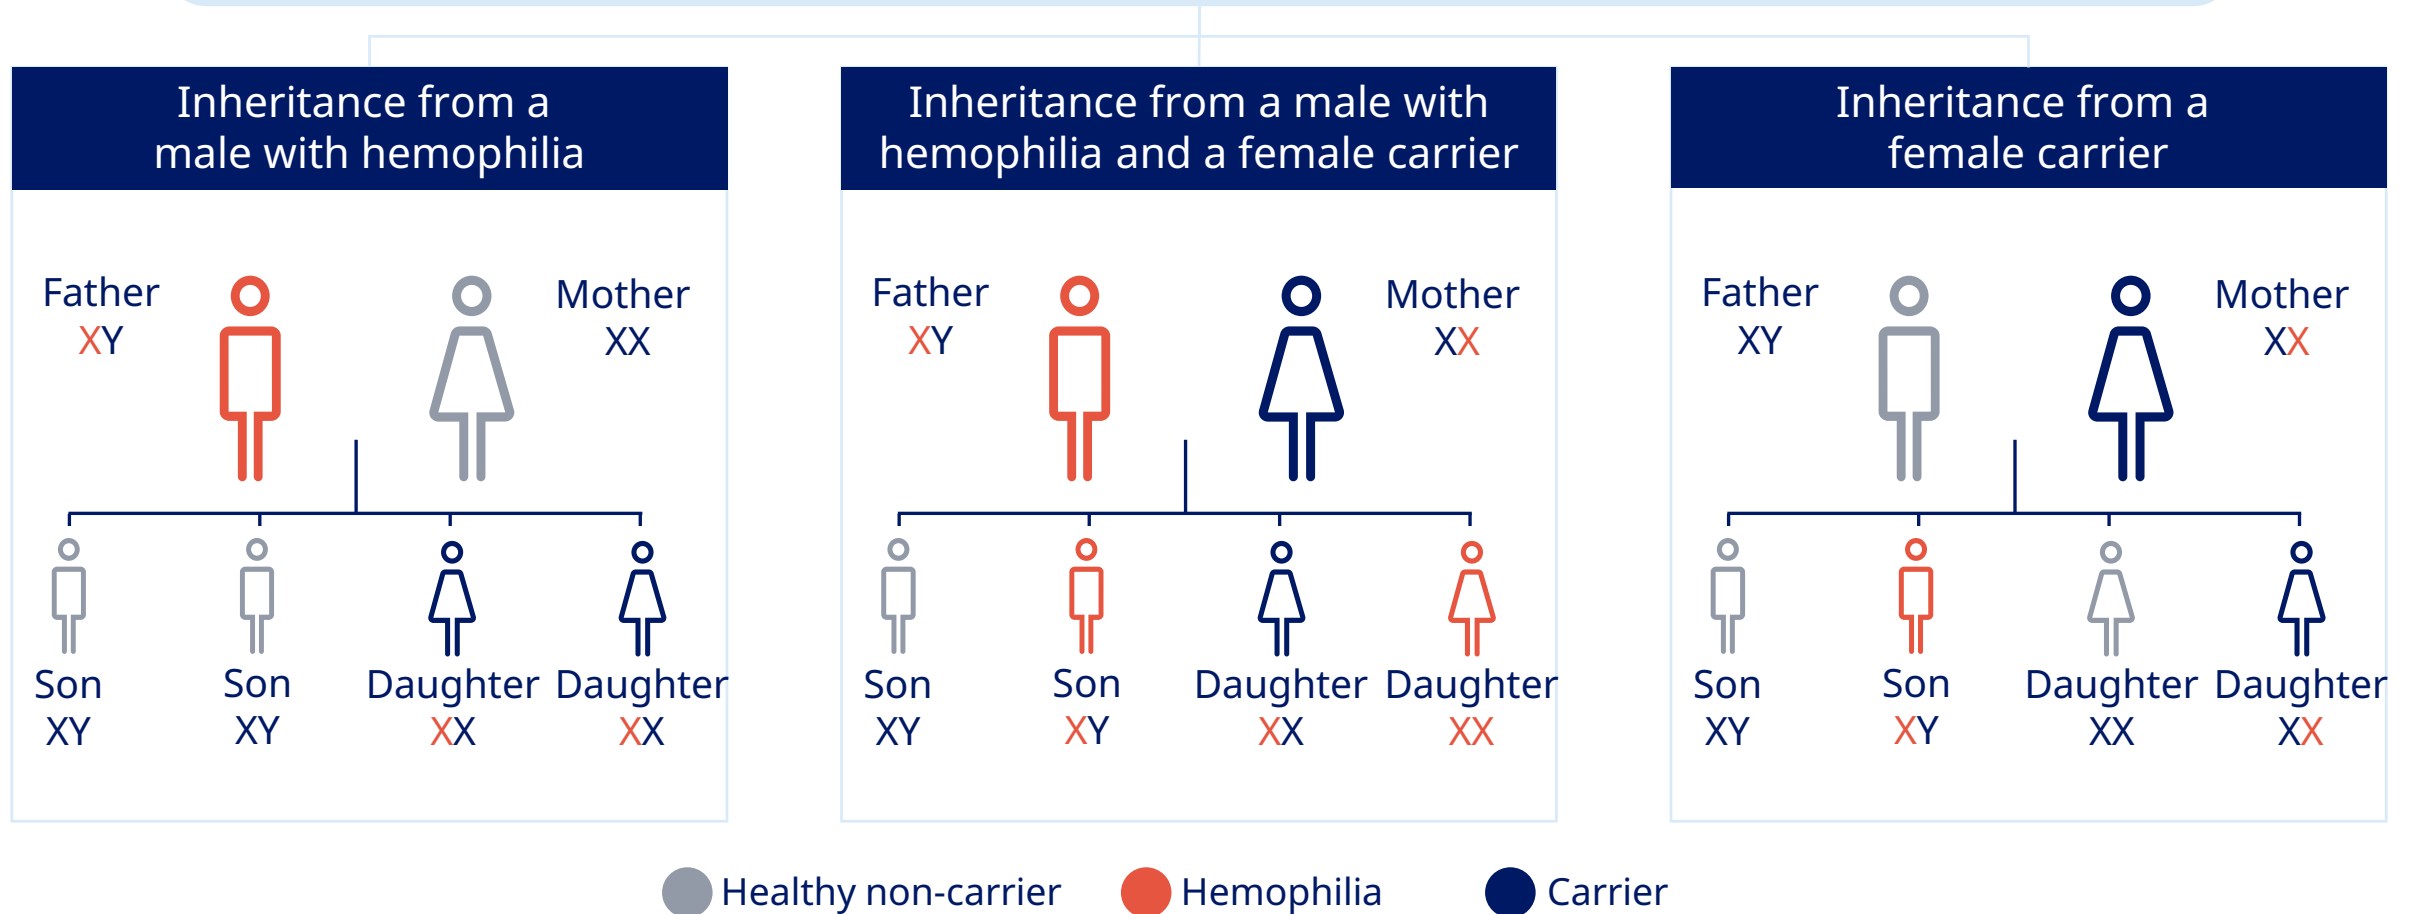 Inheritance from a
male with hemophilia
Father
XY
Mother
XX
Son
XY
Son
XY
Daughter
XX
Daughter
XX
Inheritance from a male with
hemophilia and a female carrier
Father
XY
Mother
XX
Son
XY
Son
XY
Daughter
XX
Daughter
XX
Inheritance from a
female carrier
Father
XY
Mother
XX
Son
XY
Son
XY
Daughter
XX
Daughter
XX
Healthy non-carrier
Hemophilia
Carrier